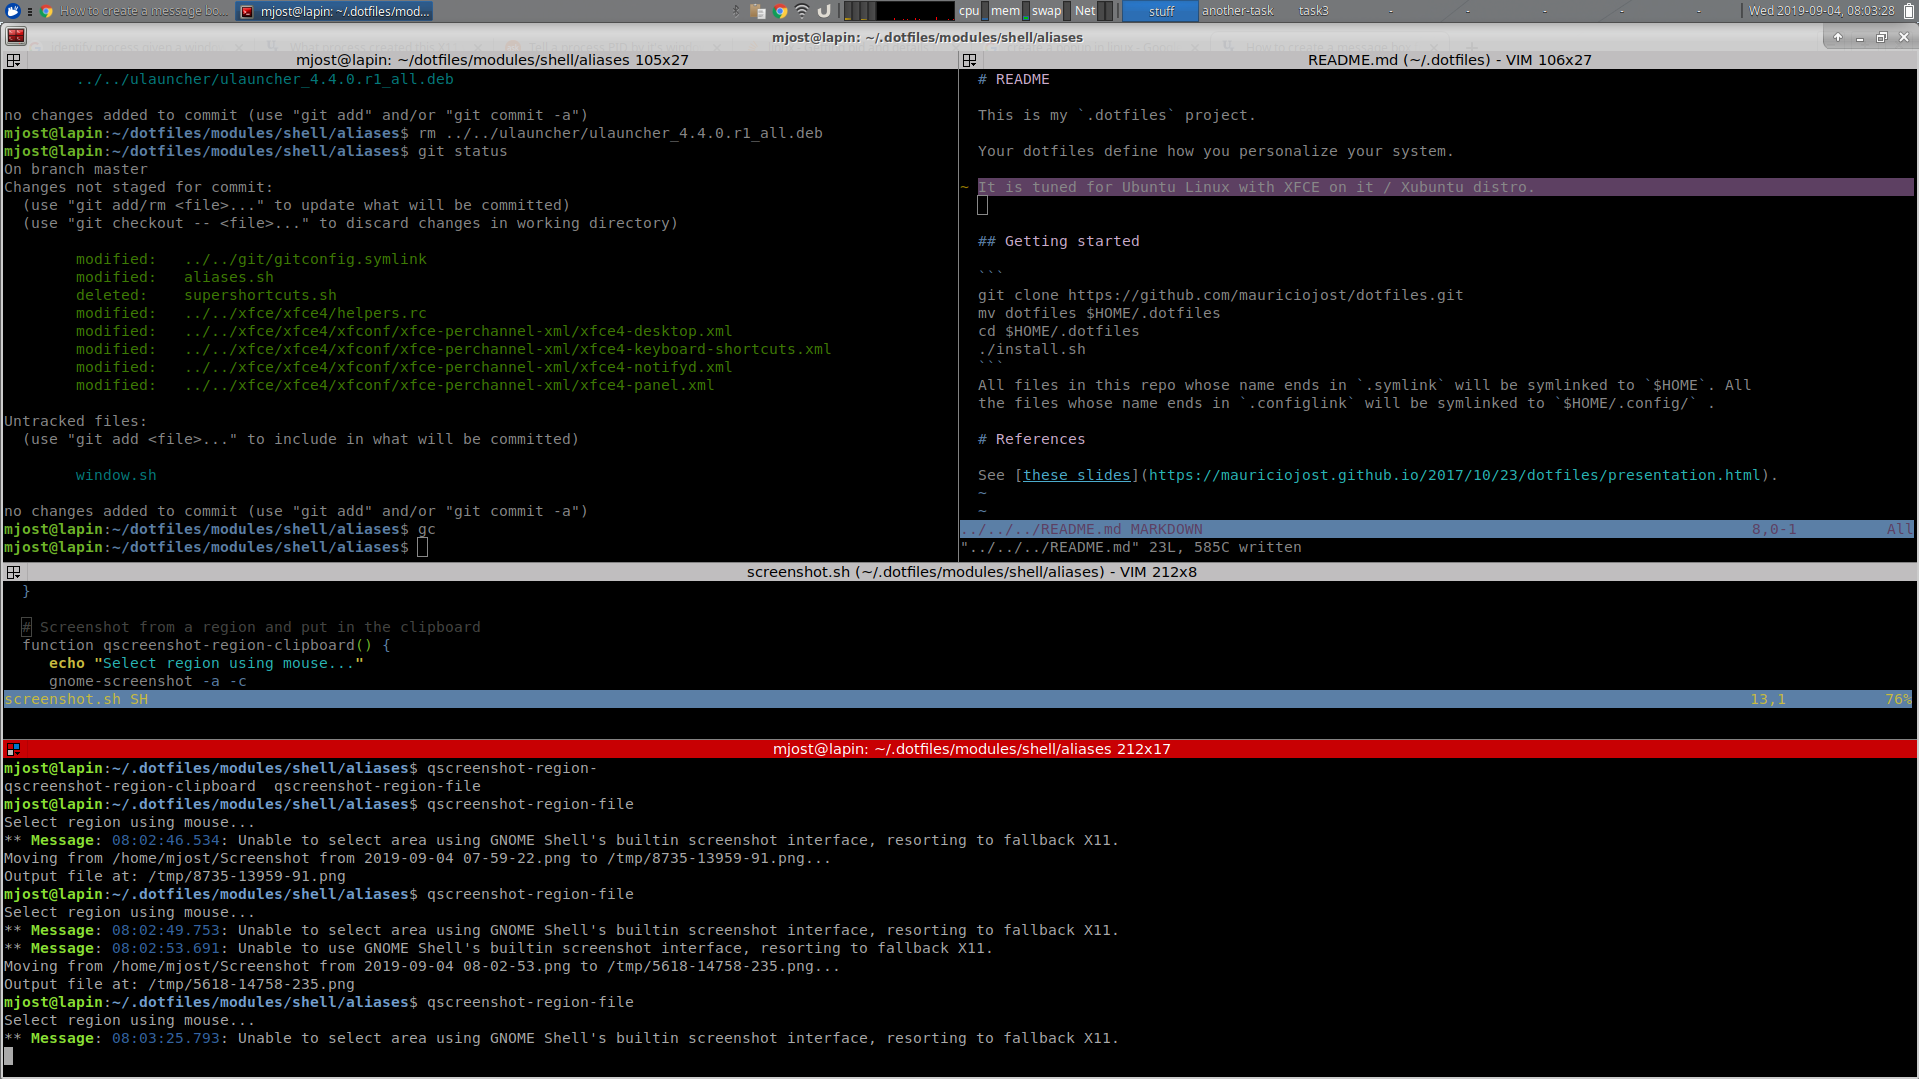 How to create a message bo...
mjost@lapin: ~/.dotfiles/mod...
cpu mem swap Net
stuff another-task task3 - - - - -
Wed 2019-09-04, 08:03:28
mjost@lapin: ~/.dotfiles/modules/shell/aliases
mjost@lapin: ~/dotfiles/modules/shell/aliases 105x27
../../ulauncher/ulauncher_4.4.0.r1_all.deb
no changes added to commit (use "git add" and/or "git commit -a")
mjost@lapin:~/dotfiles/modules/shell/aliases$ rm ../../ulauncher/ulauncher_4.4.0.r1_all.deb
mjost@lapin:~/dotfiles/modules/shell/aliases$ git status
On branch master
Changes not staged for commit:
(use "git add/rm <file>..." to update what will be committed)
(use "git checkout -- <file>..." to discard changes in working directory)
modified:   ../../git/gitconfig.symlink
modified:   aliases.sh
deleted:    supershortcuts.sh
modified:   ../../xfce/xfce4/helpers.rc
modified:   ../../xfce/xfce4/xfconf/xfce-perchannel-xml/xfce4-desktop.xml
modified:   ../../xfce/xfce4/xfconf/xfce-perchannel-xml/xfce4-keyboard-shortcuts.xml
modified:   ../../xfce/xfce4/xfconf/xfce-perchannel-xml/xfce4-notifyd.xml
modified:   ../../xfce/xfce4/xfconf/xfce-perchannel-xml/xfce4-panel.xml
Untracked files:
(use "git add <file>..." to include in what will be committed)
window.sh
no changes added to commit (use "git add" and/or "git commit -a")
mjost@lapin:~/dotfiles/modules/shell/aliases$ gc
mjost@lapin:~/dotfiles/modules/shell/aliases$
README.md (~/.dotfiles) - VIM 106x27
# README
This is my `.dotfiles` project.
Your dotfiles define how you personalize your system.
~ It is tuned for Ubuntu Linux with XFCE on it / Xubuntu distro.
## Getting started
```
git clone https://github.com/mauriciojost/dotfiles.git
mv dotfiles $HOME/.dotfiles
cd $HOME/.dotfiles
./install.sh
```
All files in this repo whose name ends in `.symlink` will be symlinked to `$HOME`. All
the files whose name ends in `.configlink` will be symlinked to `$HOME/.config/` .
# References
See [these slides](https://mauriciojost.github.io/2017/10/23/dotfiles/presentation.html).
~
~
../../../README.md MARKDOWN 8,0-1 All
"../../../README.md" 23L, 585C written
screenshot.sh (~/.dotfiles/modules/shell/aliases) - VIM 212x8
}
# Screenshot from a region and put in the clipboard
function qscreenshot-region-clipboard() {
echo "Select region using mouse..."
gnome-screenshot -a -c
screenshot.sh SH 13,1 76%
mjost@lapin: ~/.dotfiles/modules/shell/aliases 212x17
mjost@lapin:~/.dotfiles/modules/shell/aliases$ qscreenshot-region-
qscreenshot-region-clipboard  qscreenshot-region-file
mjost@lapin:~/.dotfiles/modules/shell/aliases$ qscreenshot-region-file
Select region using mouse...
** Message: 08:02:46.534: Unable to select area using GNOME Shell's builtin screenshot interface, resorting to fallback X11.
Moving from /home/mjost/Screenshot from 2019-09-04 07-59-22.png to /tmp/8735-13959-91.png...
Output file at: /tmp/8735-13959-91.png
mjost@lapin:~/.dotfiles/modules/shell/aliases$ qscreenshot-region-file
Select region using mouse...
** Message: 08:02:49.753: Unable to select area using GNOME Shell's builtin screenshot interface, resorting to fallback X11.
** Message: 08:02:53.691: Unable to use GNOME Shell's builtin screenshot interface, resorting to fallback X11.
Moving from /home/mjost/Screenshot from 2019-09-04 08-02-53.png to /tmp/5618-14758-235.png...
Output file at: /tmp/5618-14758-235.png
mjost@lapin:~/.dotfiles/modules/shell/aliases$ qscreenshot-region-file
Select region using mouse...
** Message: 08:03:25.793: Unable to select area using GNOME Shell's builtin screenshot interface, resorting to fallback X11.